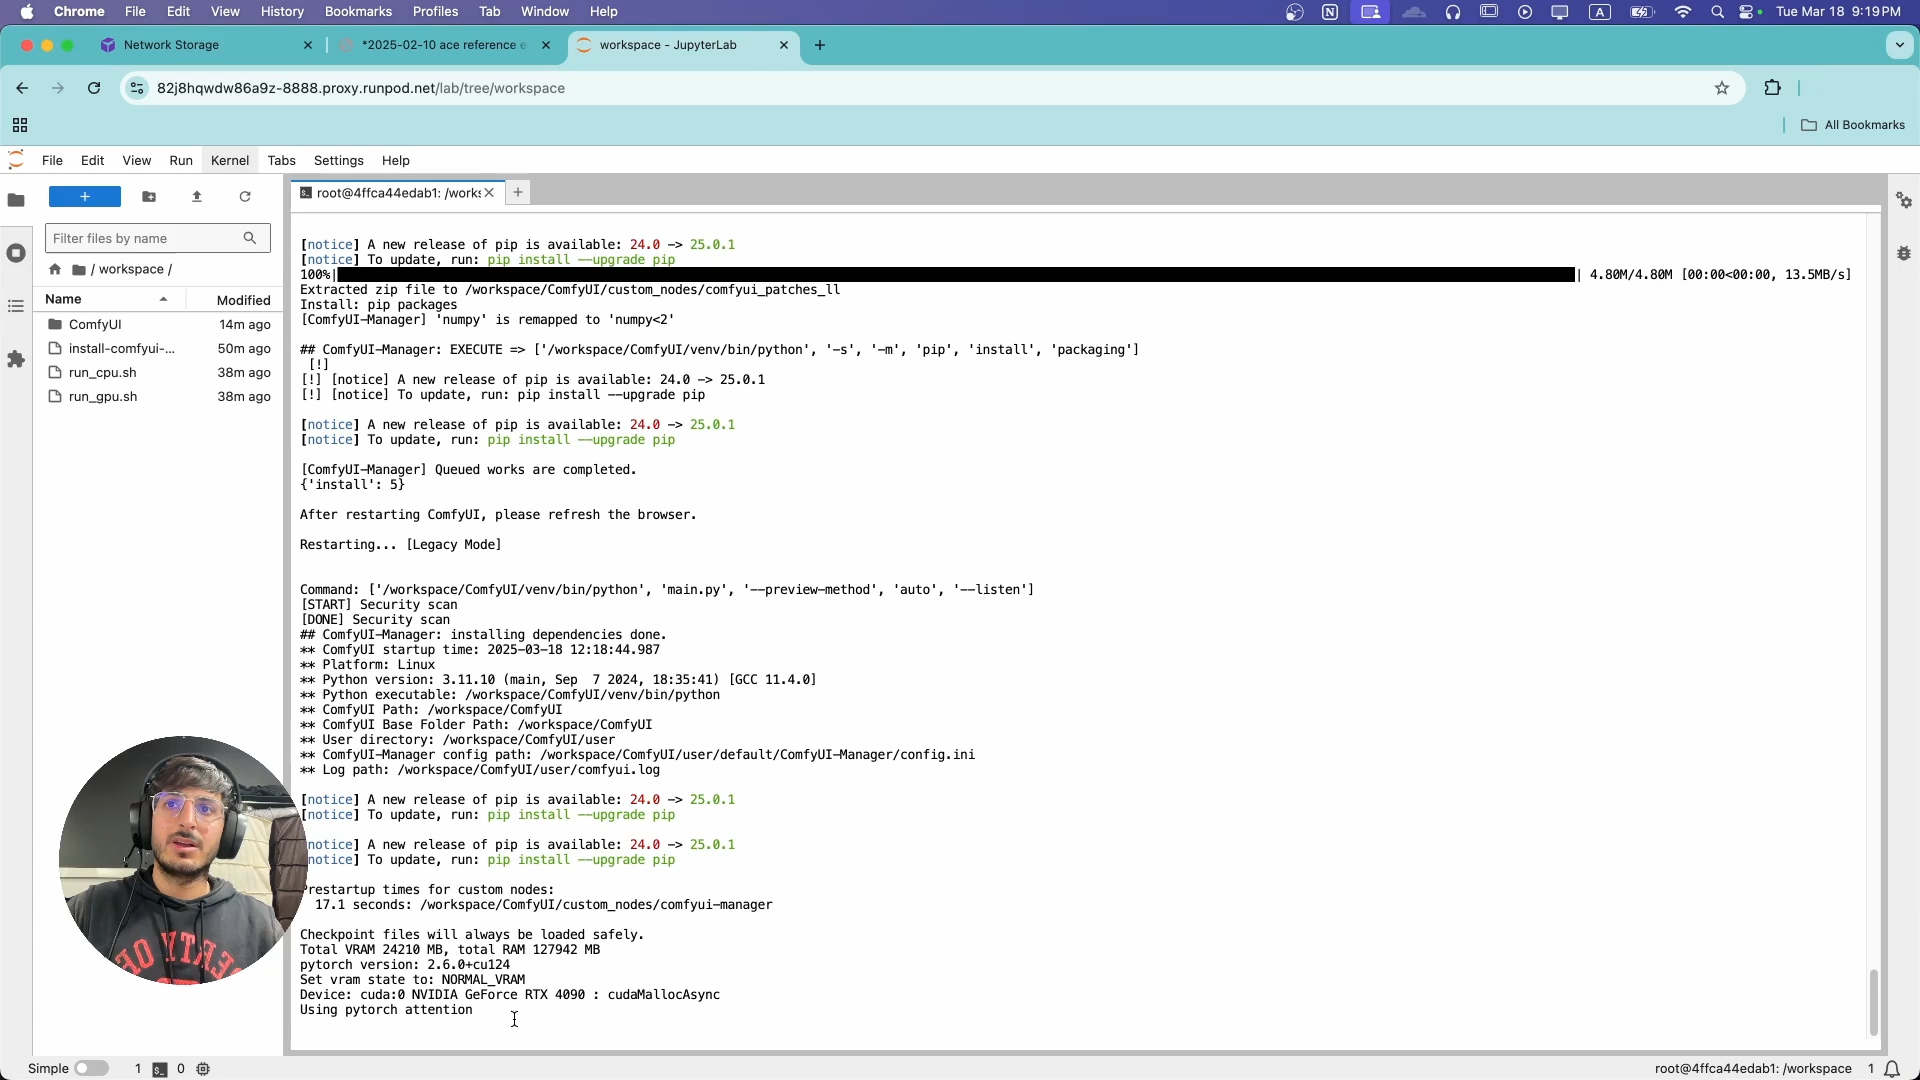 Chrome File Edit View History Bookmarks Profiles Tab Window Help
A
Tue Mar 18 9:19 PM
Network Storage
*2025-02-10 ace reference e
workspace - JupyterLab
82j8hqwdw86a9z-8888.proxy.runpod.net/lab/tree/workspace
All Bookmarks
File Edit View Run Kernel Tabs Settings Help
root@4ffca44edab1: /works
Filter files by name
/ workspace /
Name Modified
ComfyUI 14m ago
install-comfyui-... 50m ago
run_cpu.sh 38m ago
run_gpu.sh 38m ago
[notice] A new release of pip is available: 24.0 -> 25.0.1
[notice] To update, run: pip install --upgrade pip
100%| | 4.80M/4.80M [00:00<00:00, 13.5MB/s]
Extracted zip file to /workspace/ComfyUI/custom_nodes/comfyui_patches_ll
Install: pip packages
[ComfyUI-Manager] 'numpy' is remapped to 'numpy<2'
## ComfyUI-Manager: EXECUTE => ['/workspace/ComfyUI/venv/bin/python', '-s', '-m', 'pip', 'install', 'packaging']
[!]
[!] [notice] A new release of pip is available: 24.0 -> 25.0.1
[!] [notice] To update, run: pip install --upgrade pip
[notice] A new release of pip is available: 24.0 -> 25.0.1
[notice] To update, run: pip install --upgrade pip
[ComfyUI-Manager] Queued works are completed.
{'install': 5}
After restarting ComfyUI, please refresh the browser.
Restarting... [Legacy Mode]
Command: ['/workspace/ComfyUI/venv/bin/python', 'main.py', '--preview-method', 'auto', '--listen']
[START] Security scan
[DONE] Security scan
## ComfyUI-Manager: installing dependencies done.
** ComfyUI startup time: 2025-03-18 12:18:44.987
** Platform: Linux
** Python version: 3.11.10 (main, Sep  7 2024, 18:35:41) [GCC 11.4.0]
** Python executable: /workspace/ComfyUI/venv/bin/python
** ComfyUI Path: /workspace/ComfyUI
** ComfyUI Base Folder Path: /workspace/ComfyUI
** User directory: /workspace/ComfyUI/user
** ComfyUI-Manager config path: /workspace/ComfyUI/user/default/ComfyUI-Manager/config.ini
** Log path: /workspace/ComfyUI/user/comfyui.log
[notice] A new release of pip is available: 24.0 -> 25.0.1
[notice] To update, run: pip install --upgrade pip
[notice] A new release of pip is available: 24.0 -> 25.0.1
notice] To update, run: pip install --upgrade pip
Prestartup times for custom nodes:
17.1 seconds: /workspace/ComfyUI/custom_nodes/comfyui-manager
Checkpoint files will always be loaded safely.
Total VRAM 24210 MB, total RAM 127942 MB
pytorch version: 2.6.0+cu124
Set vram state to: NORMAL_VRAM
Device: cuda:0 NVIDIA GeForce RTX 4090 : cudaMallocAsync
Using pytorch attention
Simple 1 0
root@4ffca44edab1: /workspace 1